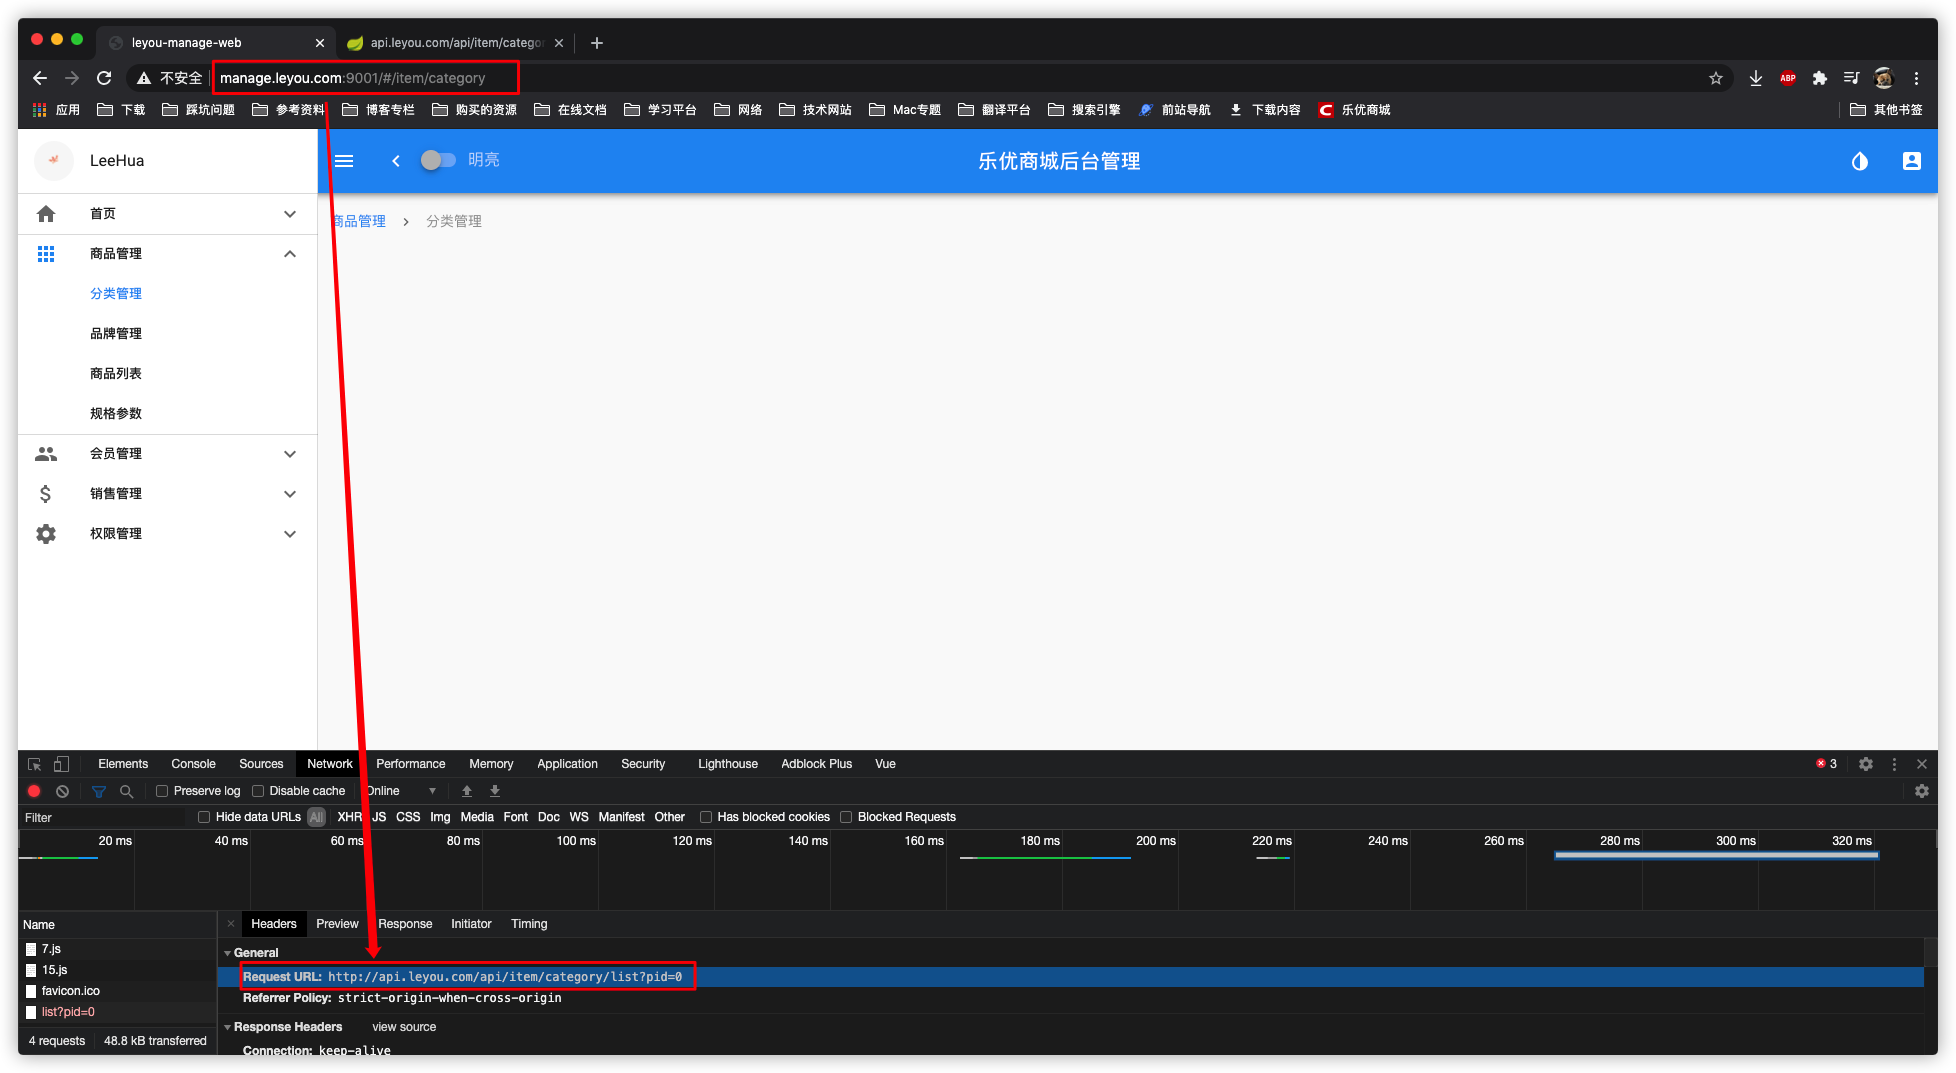 leyou-manage-web
api.leyou.com/api/item/catego
不安全
manage.leyou.com:9001/#/item/category
ABP
应用 下载 踩坑问题 参考资料 博客专栏 购买的资源 在线文档 学习平台 网络 技术网站 Mac专题 翻译平台 搜索引擎 前站导航 下载内容 乐优商城 其他书签
LeeHua
明亮
乐优商城后台管理
首页
商品管理 > 分类管理
商品管理
分类管理
品牌管理
商品列表
规格参数
会员管理
销售管理
权限管理
Elements Console Sources Network Performance Memory Application Security Lighthouse Adblock Plus Vue 3
Preserve log Disable cache Online
Filter Hide data URLs All XHR JS CSS Img Media Font Doc WS Manifest Other Has blocked cookies Blocked Requests
20 ms 40 ms 60 ms 80 ms 100 ms 120 ms 140 ms 160 ms 180 ms 200 ms 220 ms 240 ms 260 ms 280 ms 300 ms 320 ms
Name
7.js
15.js
favicon.ico
list?pid=0
4 requests 48.8 kB transferred
Headers Preview Response Initiator Timing
General
Request URL: http://api.leyou.com/api/item/category/list?pid=0
Referrer Policy: strict-origin-when-cross-origin
Response Headers view source
Connection: keep-alive